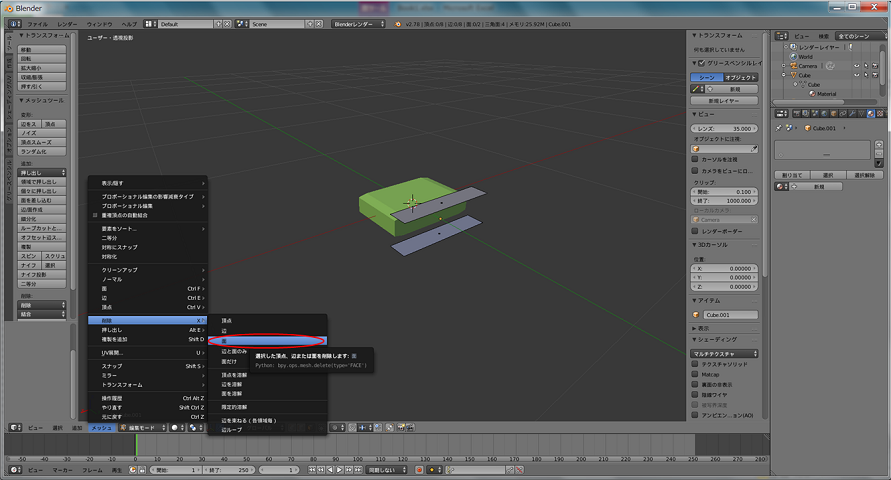 Blender
ファイル レンダー ウィンドウ ヘルプ Default Scene Blenderレンダー v2.78 | 頂点:0/8 | 辺:0/8 | 面:0/2 | 三角面:4 | メモリ:25.92M | Cube.001
ユーザー・透視投影
トランスフォーム
移動
回転
拡大縮小
収縮/膨張
押す/引く
メッシュツール
変形:
辺をス 頂点
ノイズ
頂点スムーズ
ランダム化
追加:
押し出し
領域で押し出し
個々に押し出し
面を差し込む
辺/面作成
細分化
ループカットと...
オフセット辺ス...
複製
スピン スクリュ
ナイフ 選択
ナイフ投影
二等分
削除:
削除
結合
表示/隠す
プロポーショナル編集の影響減衰タイプ
プロポーショナル編集
重複頂点の自動結合
要素をソート...
二等分
対称にスナップ
対称化
クリーンアップ
ノーマル
面 Ctrl F
辺 Ctrl E
頂点 Ctrl V
削除 X
押し出し Alt E
複製を追加 Shift D
UV展開...
スナップ Shift S
ミラー
トランスフォーム
操作履歴 Ctrl Alt Z
やり直す Shift Ctrl Z
元に戻す Ctrl Z
頂点
辺
面
辺と面のみ
面だけ
頂点を溶解
辺を溶解
面を溶解
限定的溶解
辺を束ねる(各領域毎)
辺ループ
選択した頂点、辺または面を削除します: 面
Python: bpy.ops.mesh.delete(type='FACE')
ビュー 選択 追加 メッシュ 編集モード
-50 -40 -30 -20 -10 0 10 20 30 40 50 60 70 80 90 100 110 120 130 140 150 160 170 180 190 200 210 220 230 240 250 260 270 280
ビュー マーカー フレーム 再生 開始: 1 終了: 250 1 同期しない
トランスフォーム
何も選択していません
グリースペンシルレイ
シーン オブジェクト
新規
新規レイヤー
ビュー
レンズ: 35.000
オブジェクトに注視:
カーソルを注視
カメラをビューにロ...
クリップ:
開始: 0.100
終了: 1000.000
ローカルカメラ:
Camera
レンダーボーダー
3Dカーソル
位置:
X: 0.00000
Y: 0.00000
Z: 0.00000
アイテム
Cube.001
表示
シェーディング
マルチテクスチャ
テクスチャソリッド
Matcap
裏面の非表示
陰線ワイヤ
被写界深度
アンビエン...(AO)
ビュー 検索 全てのシーン
レンダーレイヤー
World
Camera
Cube
Cube
Material
Cube.001
割り当て 選択 選択解除
新規